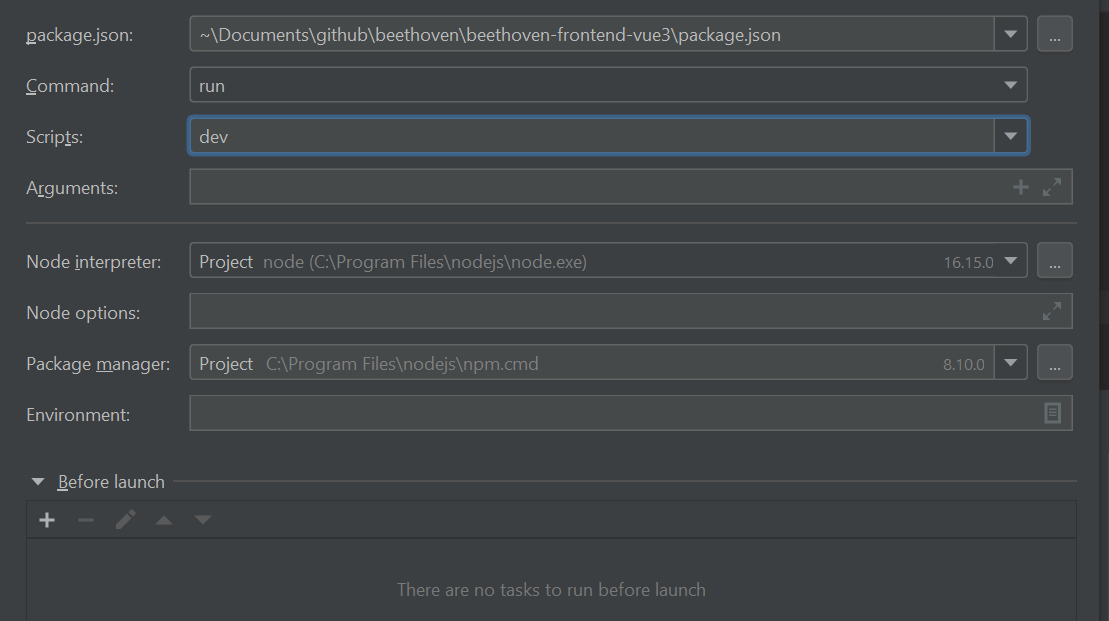 package.json: ~\Documents\github\beethoven\beethoven-frontend-vue3\package.json ...
Command: run
Scripts: dev
Arguments:
Node interpreter: Project node (C:\Program Files\nodejs\node.exe) 16.15.0 ...
Node options:
Package manager: Project C:\Program Files\nodejs\npm.cmd 8.10.0 ...
Environment:
Before launch
There are no tasks to run before launch